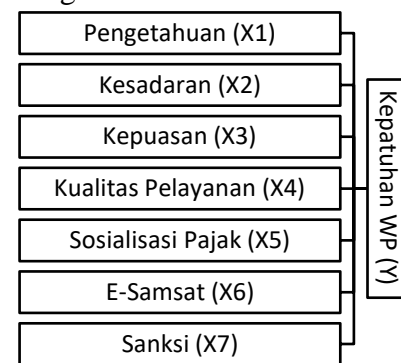 Pengetahuan (X1)
Kesadaran (X2)
Kepuasan (X3)
Kualitas Pelayanan (X4)
Sosialisasi Pajak (X5)
E-Samsat (X6)
Sanksi (X7)
Kepatuhan WP (Y)